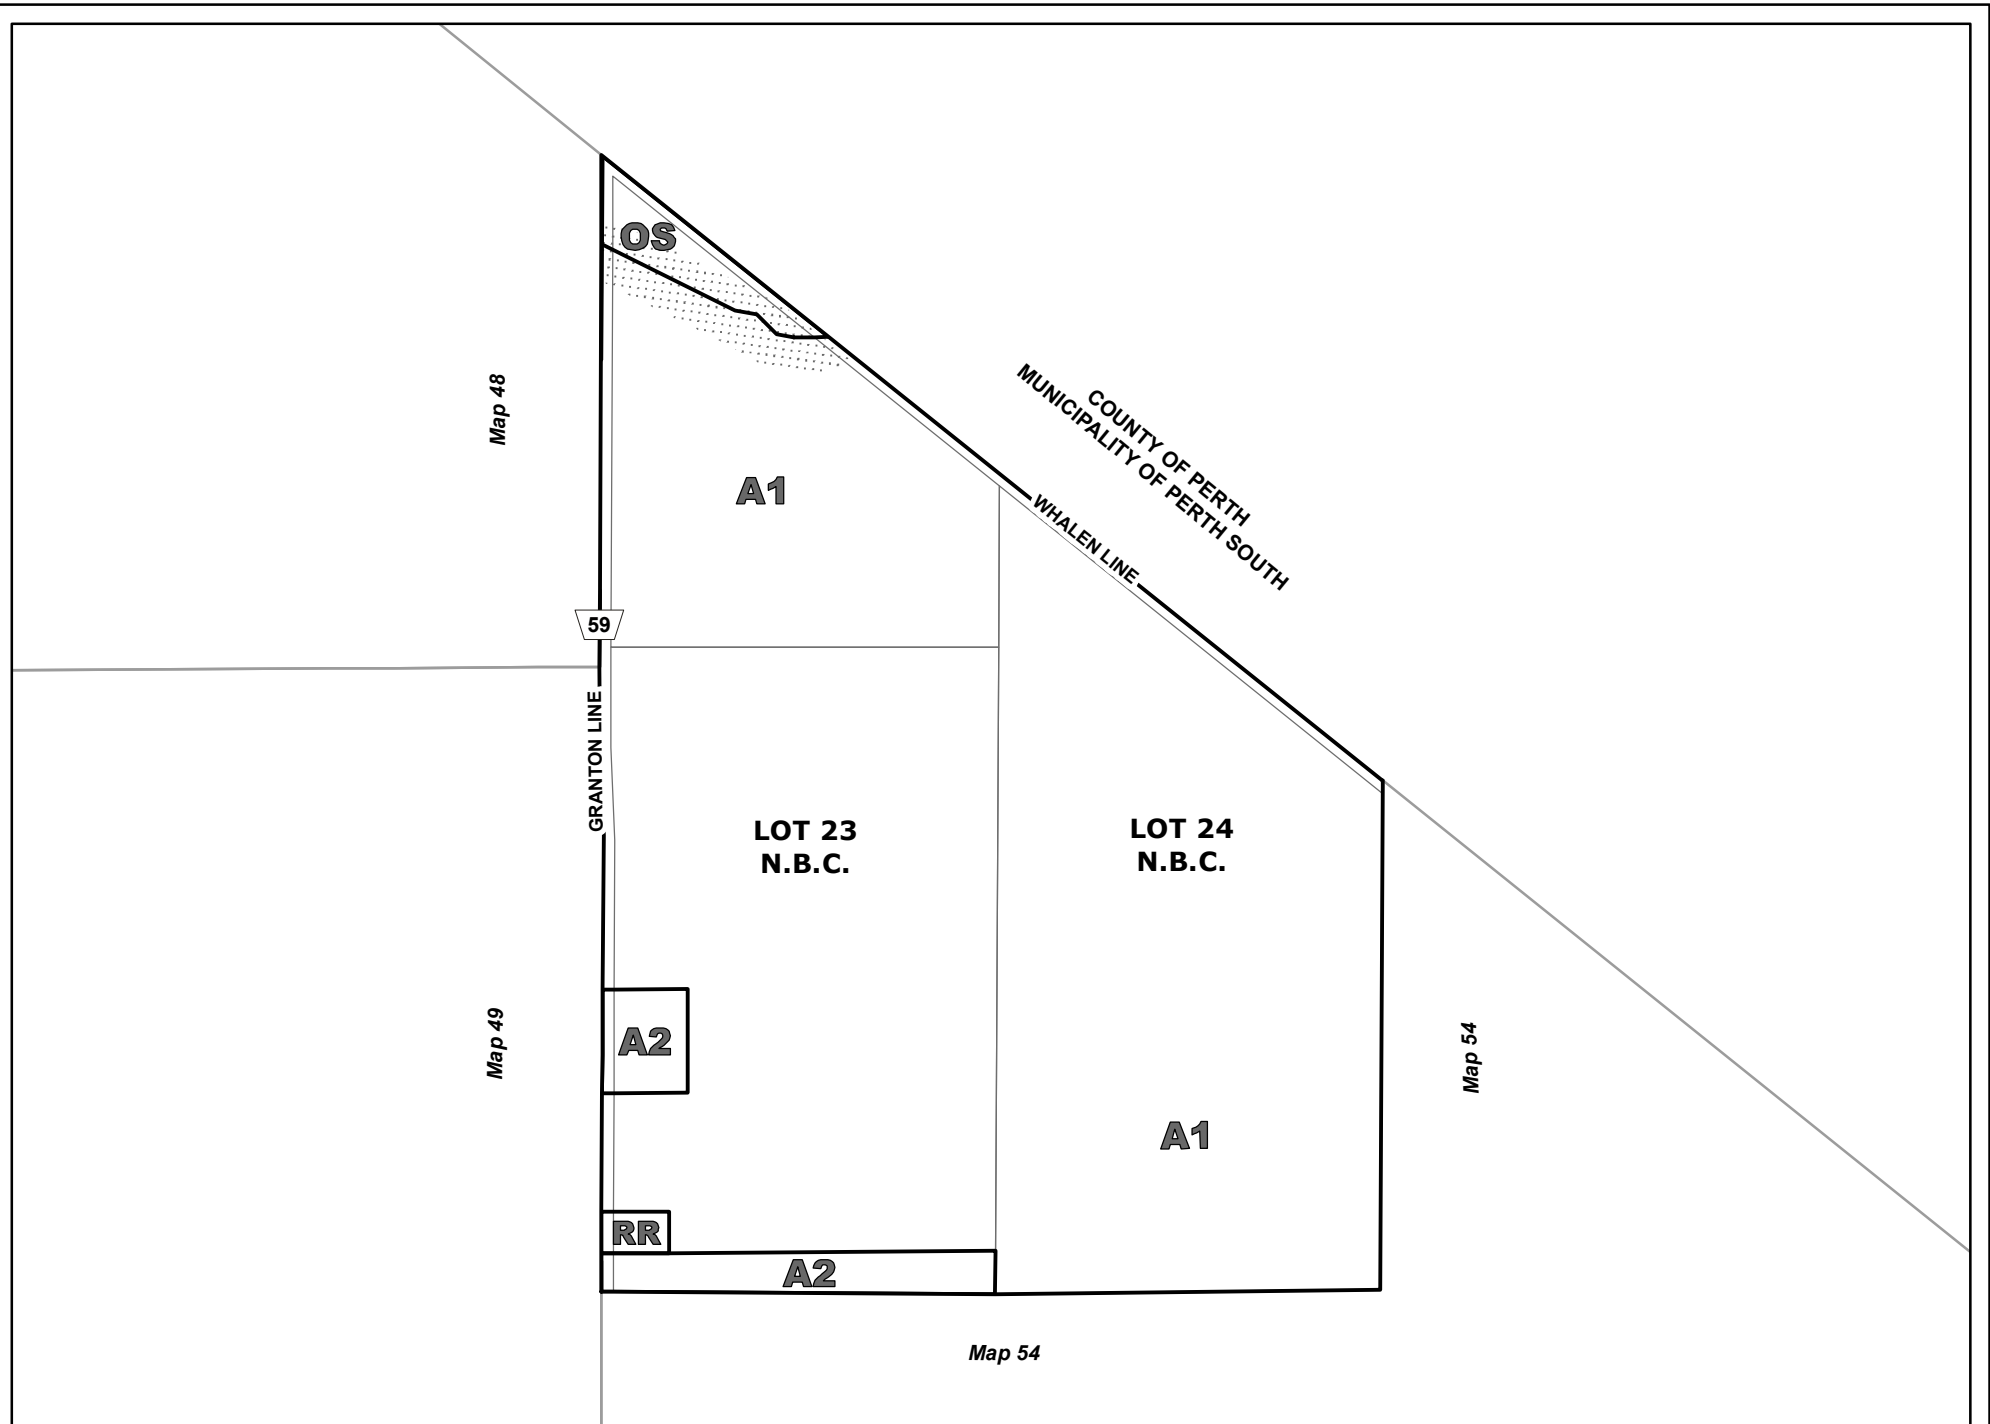 OS
Map 48
COUNTY OF PERTH
MUNICIPALITY OF PERTH SOUTH
A1
WHALEN LINE
59
GRANTON LINE
LOT 23
N.B.C.
LOT 24
N.B.C.
Map 49
A2
Map 54
A1
RR
A2
Map 54